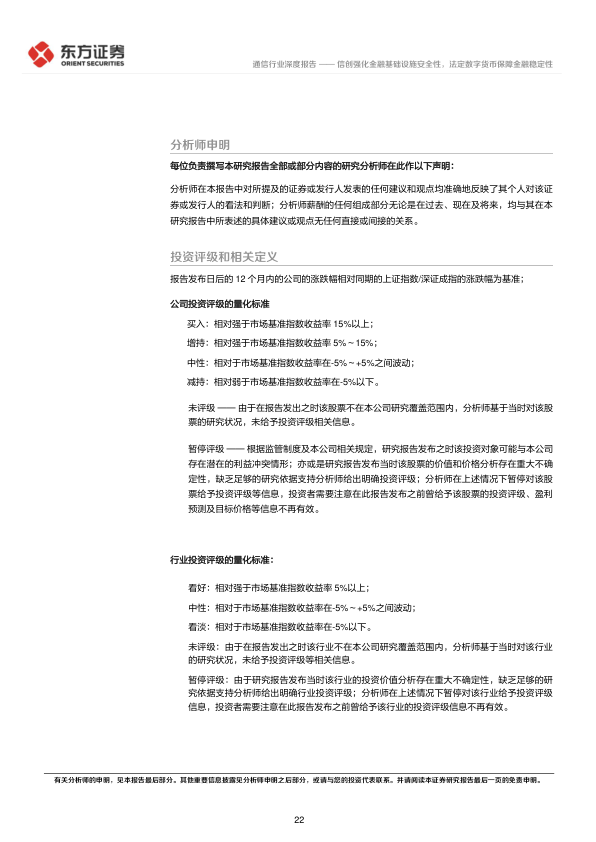 东方证券
ORIENT SECURITIES
通信行业深度报告 —— 信创强化金融基础设施安全性，法定数字货币保障金融稳定性
分析师申明
每位负责撰写本研究报告全部或部分内容的研究分析师在此作以下声明：
分析师在本报告中对所提及的证券或发行人发表的任何建议和观点均准确地反映了其个人对该证
券或发行人的看法和判断；分析师薪酬的任何组成部分无论是在过去、现在及将来，均与其在本
研究报告中所表述的具体建议或观点无任何直接或间接的关系。
投资评级和相关定义
报告发布日后的 12 个月内的公司的涨跌幅相对同期的上证指数/深证成指的涨跌幅为基准；
公司投资评级的量化标准
买入：相对强于市场基准指数收益率 15%以上；
增持：相对强于市场基准指数收益率 5%～15%；
中性：相对于市场基准指数收益率在-5%～+5%之间波动；
减持：相对弱于市场基准指数收益率在-5%以下。
未评级 —— 由于在报告发出之时该股票不在本公司研究覆盖范围内，分析师基于当时对该股
票的研究状况，未给予投资评级相关信息。
暂停评级 —— 根据监管制度及本公司相关规定，研究报告发布之时该投资对象可能与本公司
存在潜在的利益冲突情形；亦或是研究报告发布当时该股票的价值和价格分析存在重大不确
定性，缺乏足够的研究依据支持分析师给出明确投资评级；分析师在上述情况下暂停对该股
票给予投资评级等信息，投资者需要注意在此报告发布之前曾给予该股票的投资评级、盈利
预测及目标价格等信息不再有效。
行业投资评级的量化标准：
看好：相对强于市场基准指数收益率 5%以上；
中性：相对于市场基准指数收益率在-5%～+5%之间波动；
看淡：相对于市场基准指数收益率在-5%以下。
未评级：由于在报告发出之时该行业不在本公司研究覆盖范围内，分析师基于当时对该行业
的研究状况，未给予投资评级等相关信息。
暂停评级：由于研究报告发布当时该行业的投资价值分析存在重大不确定性，缺乏足够的研
究依据支持分析师给出明确行业投资评级；分析师在上述情况下暂停对该行业给予投资评级
信息，投资者需要注意在此报告发布之前曾给予该行业的投资评级信息不再有效。
有关分析师的申明，见本报告最后部分。其他重要信息披露见分析师申明之后部分，或请与您的投资代表联系。并请阅读本证券研究报告最后一页的免责申明。
22